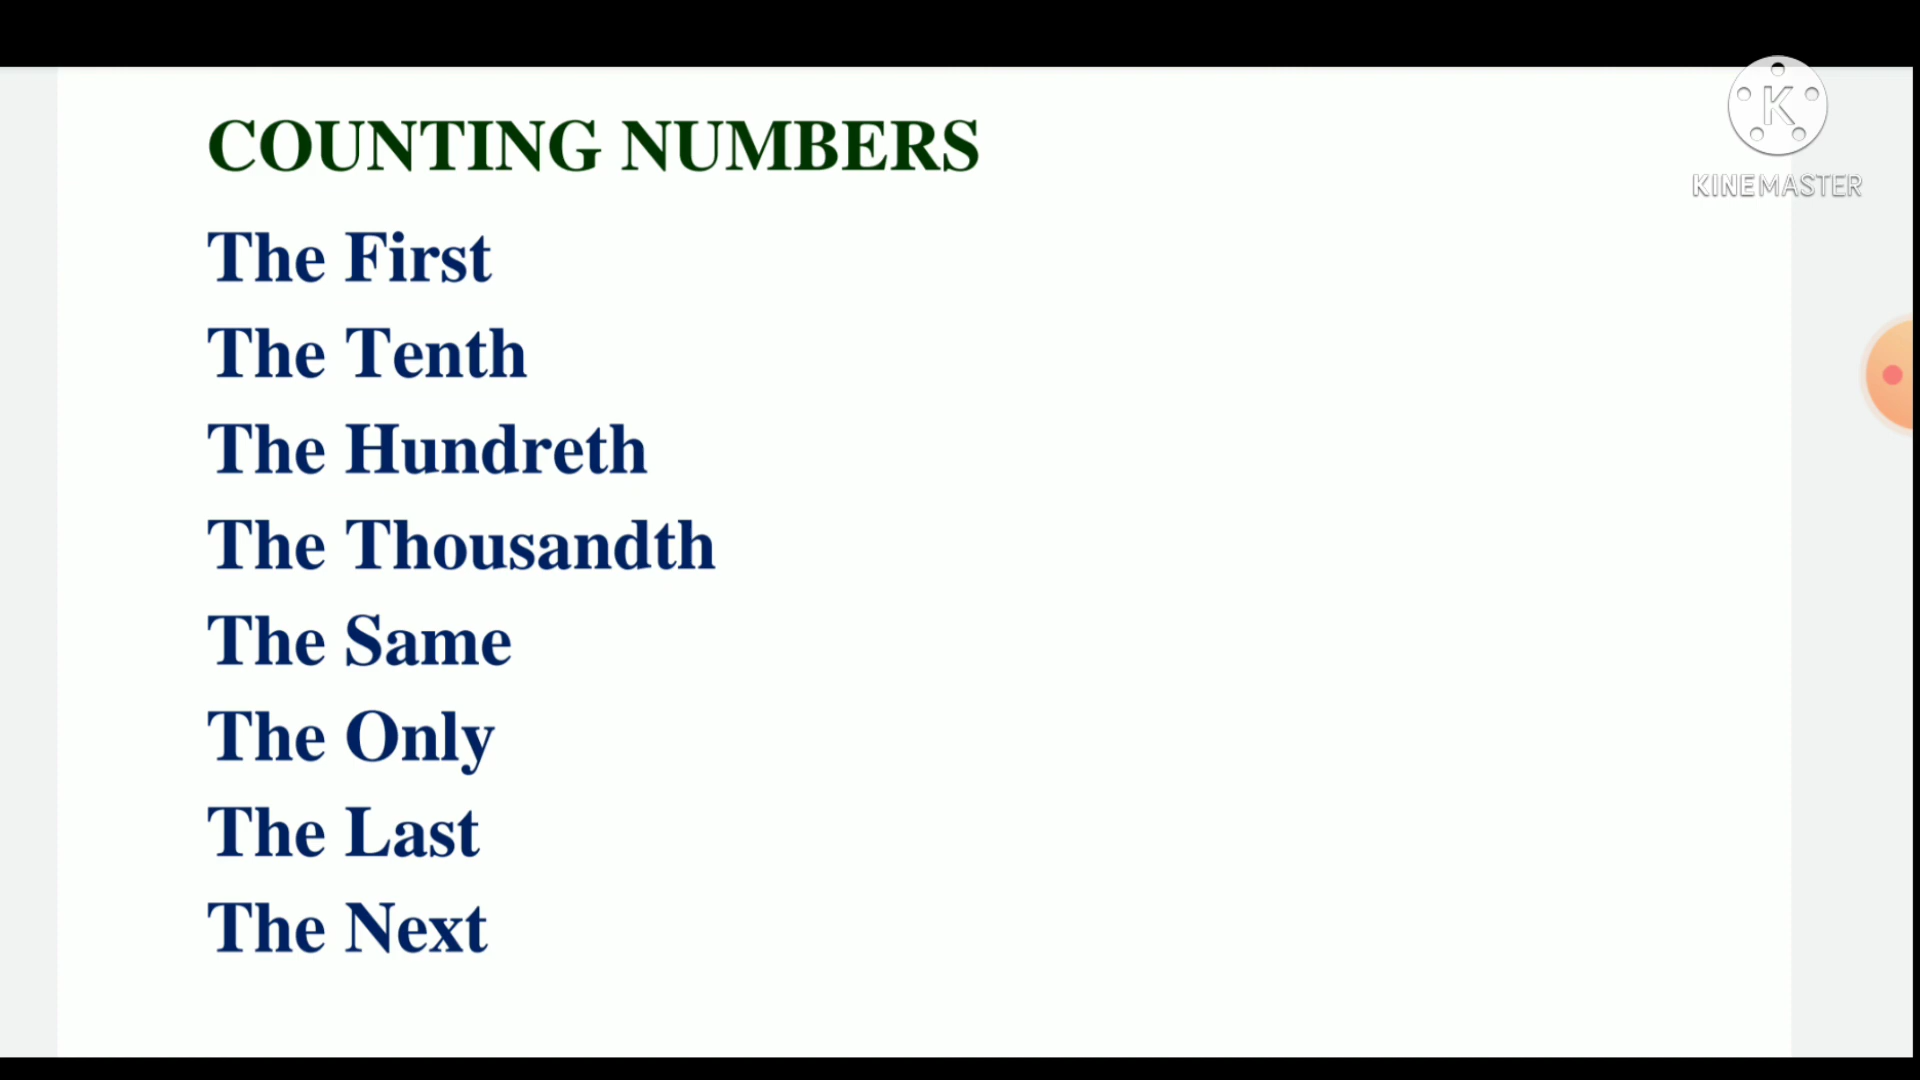 COUNTING NUMBERS
The First
The Tenth
The Hundreth
The Thousandth
The Same
The Only
The Last
The Next
K
KINEMASTER